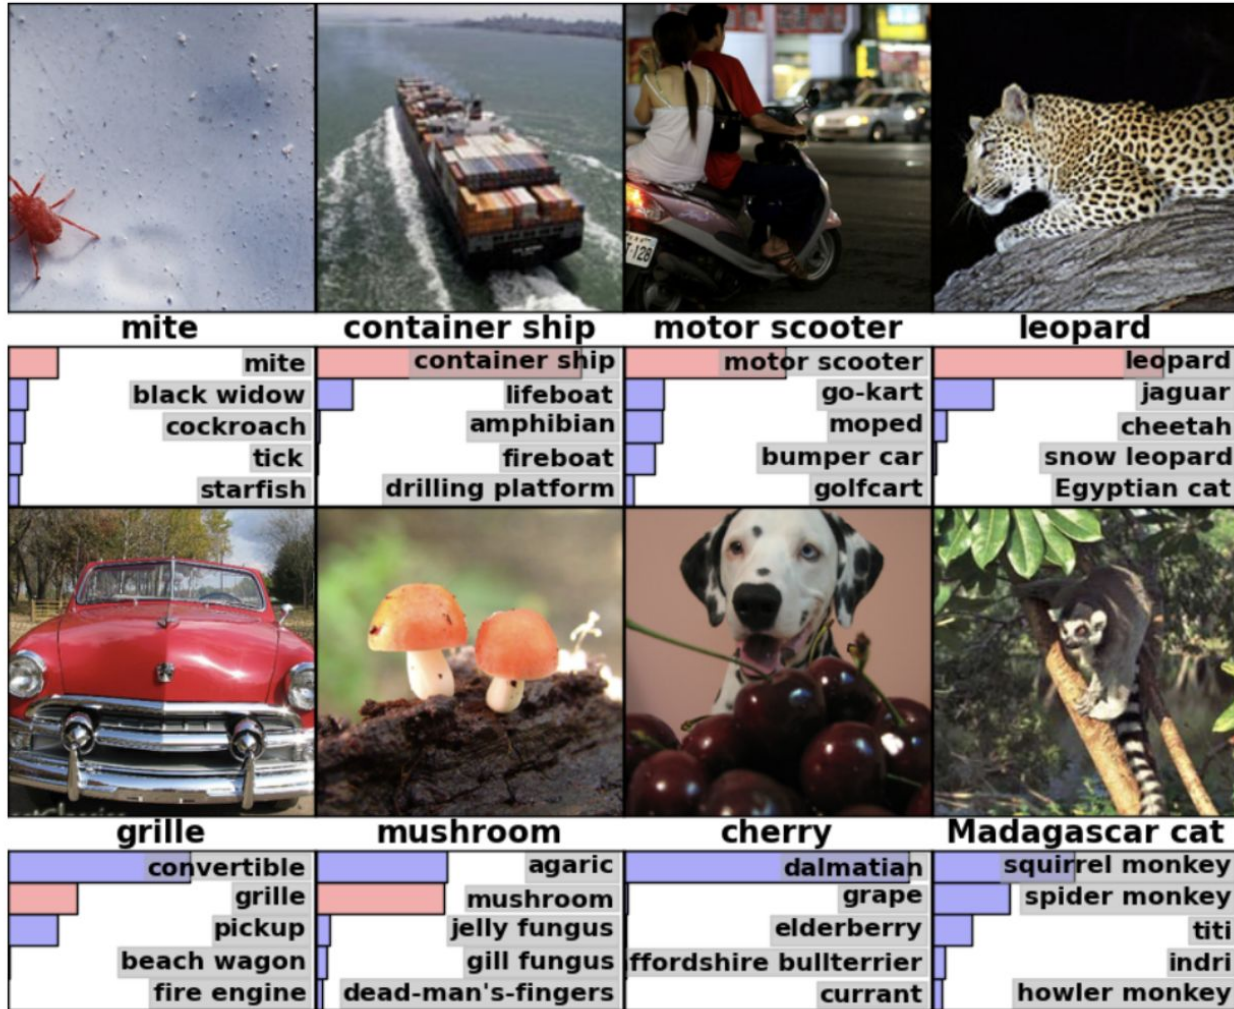 mite
container ship
motor scooter
leopard
mite
black widow
cockroach
tick
starfish
container ship
lifeboat
amphibian
fireboat
drilling platform
motor scooter
go-kart
moped
bumper car
golfcart
leopard
jaguar
cheetah
snow leopard
Egyptian cat
grille
mushroom
cherry
Madagascar cat
convertible
grille
pickup
beach wagon
fire engine
agaric
mushroom
jelly fungus
gill fungus
dead-man's-fingers
dalmatian
grape
elderberry
ffordshire bullterrier
currant
squirrel monkey
spider monkey
titi
indri
howler monkey